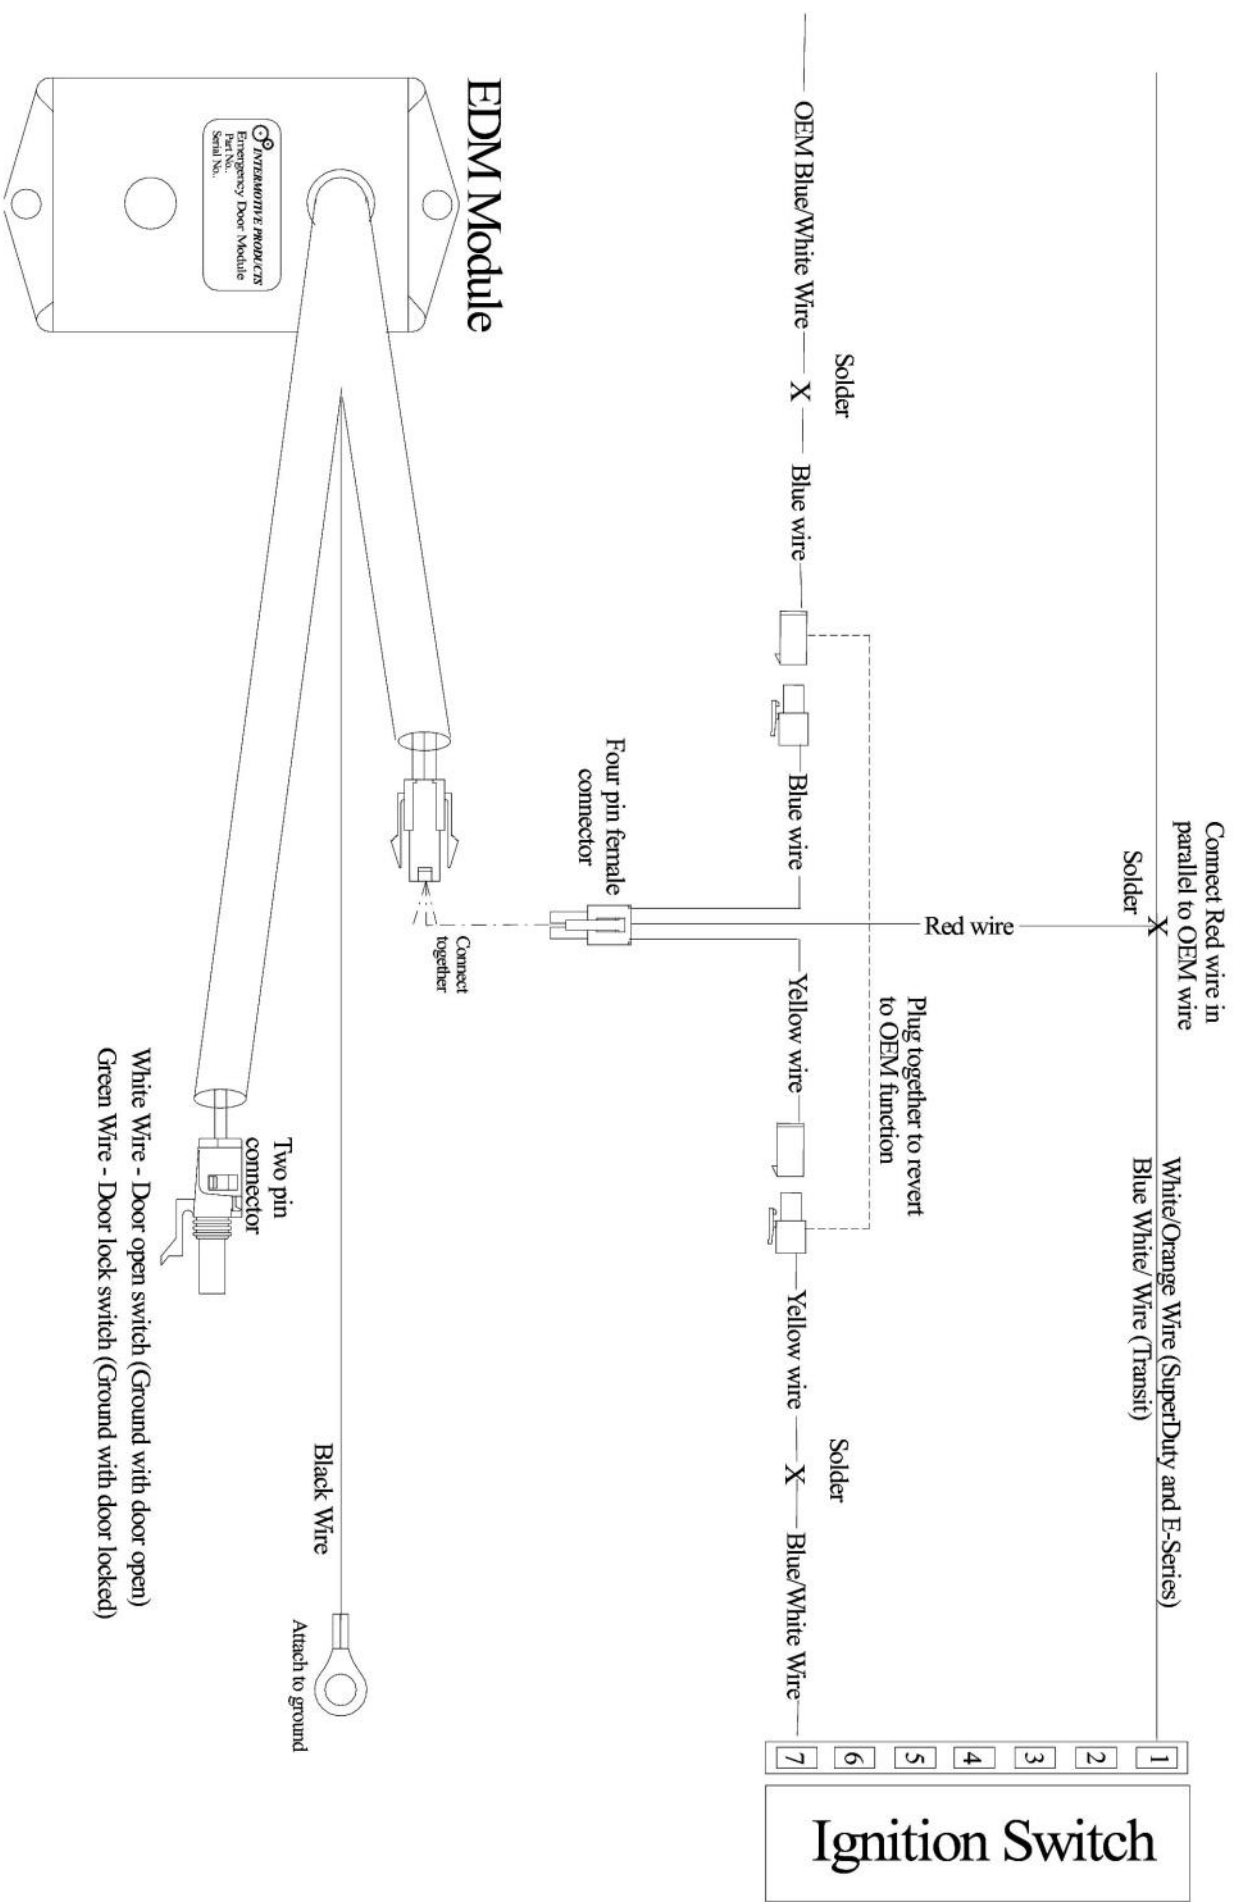 Connect Red wire in
parallel to OEM wire
Solder
White/Orange Wire (SuperDuty and E-Series)
Blue White/ Wire (Transit)
Red wire
Plug together to revert
to OEM function
Solder
OEM Blue/White Wire
X
Blue wire
Blue wire
Yellow wire
Yellow wire
X
Blue/White Wire
Solder
X
Four pin female
connector
Connect
together
1
2
3
4
5
6
7
Ignition Switch
EDM Module
INTERMOTIVE PRODUCTS
Emergency Door Module
Part No..
Serial No..
Black Wire
Attach to ground
Two pin
connector
White Wire - Door open switch (Ground with door open)
Green Wire - Door lock switch (Ground with door locked)